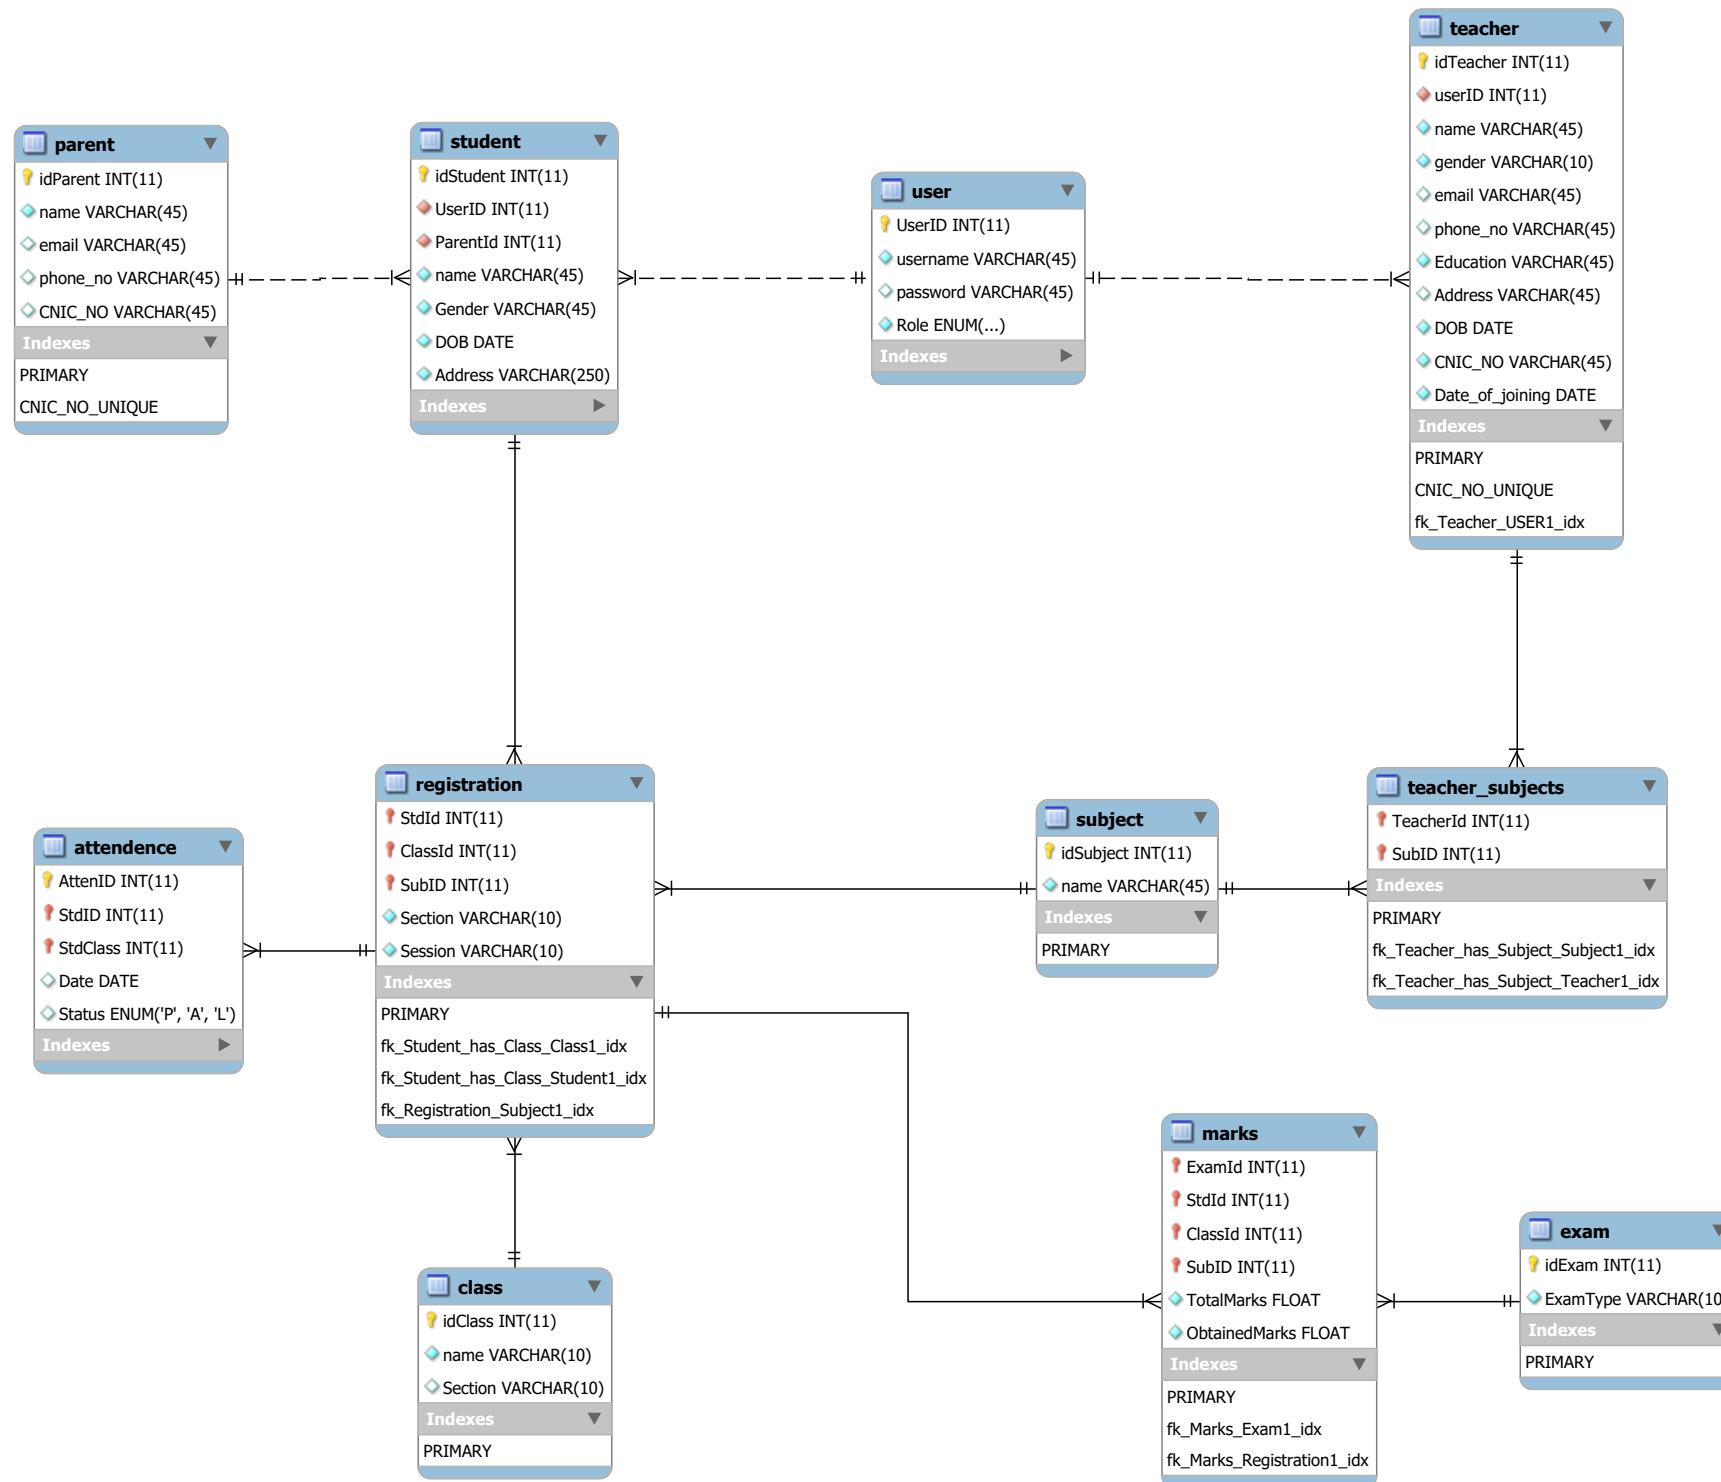 parent
idParent INT(11)
name VARCHAR(45)
email VARCHAR(45)
phone_no VARCHAR(45)
CNIC_NO VARCHAR(45)
Indexes
PRIMARY
CNIC_NO_UNIQUE
student
idStudent INT(11)
UserID INT(11)
ParentId INT(11)
name VARCHAR(45)
Gender VARCHAR(45)
DOB DATE
Address VARCHAR(250)
Indexes
user
UserID INT(11)
username VARCHAR(45)
password VARCHAR(45)
Role ENUM(...)
Indexes
teacher
idTeacher INT(11)
userID INT(11)
name VARCHAR(45)
gender VARCHAR(10)
email VARCHAR(45)
phone_no VARCHAR(45)
Education VARCHAR(45)
Address VARCHAR(45)
DOB DATE
CNIC_NO VARCHAR(45)
Date_of_joining DATE
Indexes
PRIMARY
CNIC_NO_UNIQUE
fk_Teacher_USER1_idx
attendence
AttenID INT(11)
StdID INT(11)
StdClass INT(11)
Date DATE
Status ENUM('P', 'A', 'L')
Indexes
registration
StdId INT(11)
ClassId INT(11)
SubID INT(11)
Section VARCHAR(10)
Session VARCHAR(10)
Indexes
PRIMARY
fk_Student_has_Class_Class1_idx
fk_Student_has_Class_Student1_idx
fk_Registration_Subject1_idx
subject
idSubject INT(11)
name VARCHAR(45)
Indexes
PRIMARY
teacher_subjects
TeacherId INT(11)
SubID INT(11)
Indexes
PRIMARY
fk_Teacher_has_Subject_Subject1_idx
fk_Teacher_has_Subject_Teacher1_idx
class
idClass INT(11)
name VARCHAR(10)
Section VARCHAR(10)
Indexes
PRIMARY
marks
ExamId INT(11)
StdId INT(11)
ClassId INT(11)
SubID INT(11)
TotalMarks FLOAT
ObtainedMarks FLOAT
Indexes
PRIMARY
fk_Marks_Exam1_idx
fk_Marks_Registration1_idx
exam
idExam INT(11)
ExamType VARCHAR(10
Indexes
PRIMARY